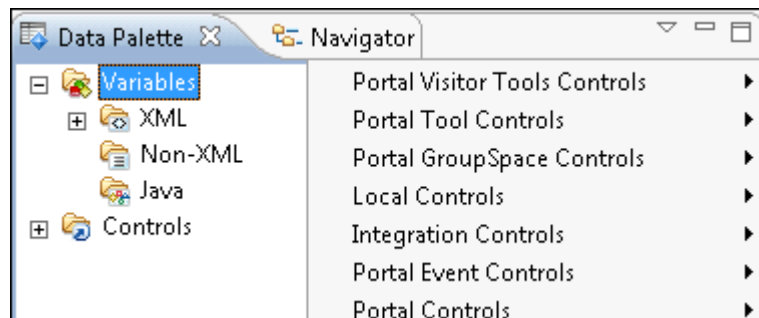 Data Palette
Navigator
Variables
XML
Non-XML
Java
Controls
Portal Visitor Tools Controls
Portal Tool Controls
Portal GroupSpace Controls
Local Controls
Integration Controls
Portal Event Controls
Portal Controls